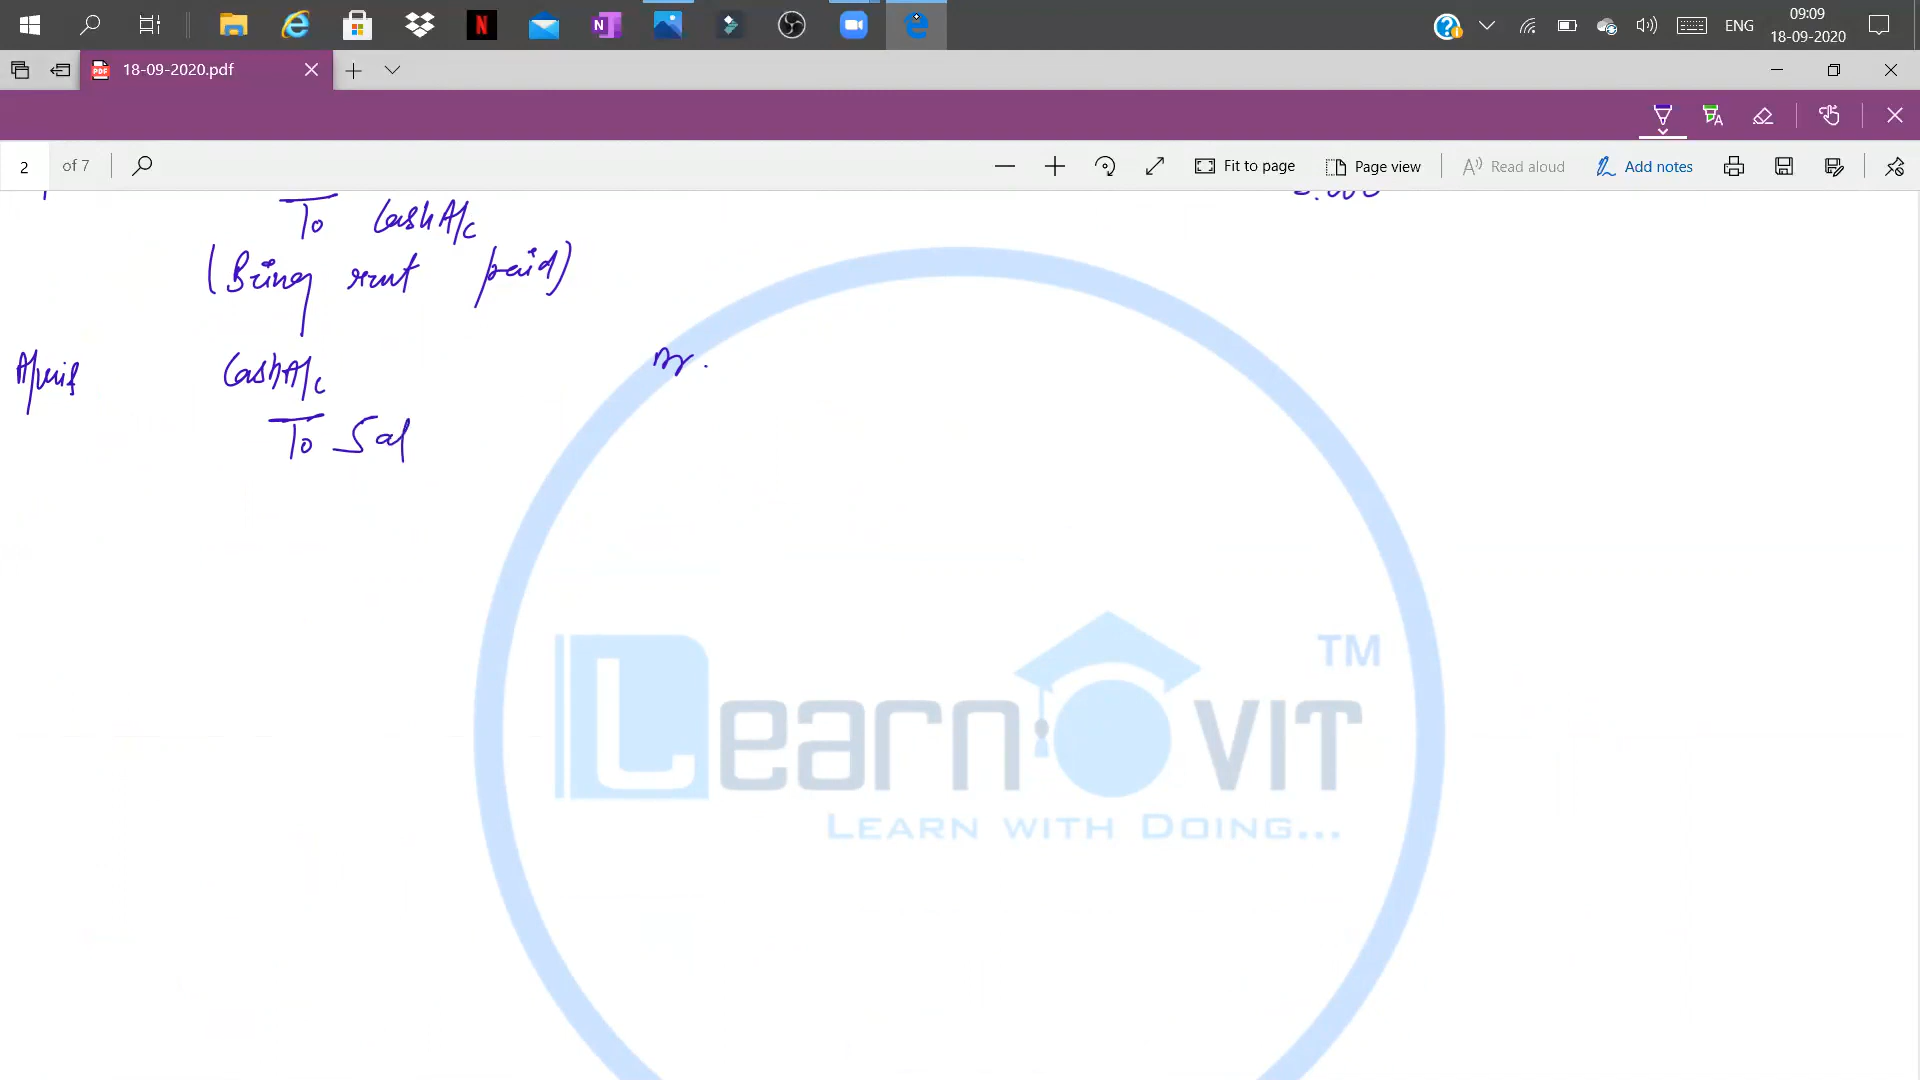 09:09
ENG
18-09-2020
18-09-2020.pdf
2 of 7
Fit to page
Page view
Read aloud
Add notes
To Cash A/c
(Being rent paid)
April Cash A/c Dr.
To Sal
TM
Learn VIT
LEARN WITH DOING...